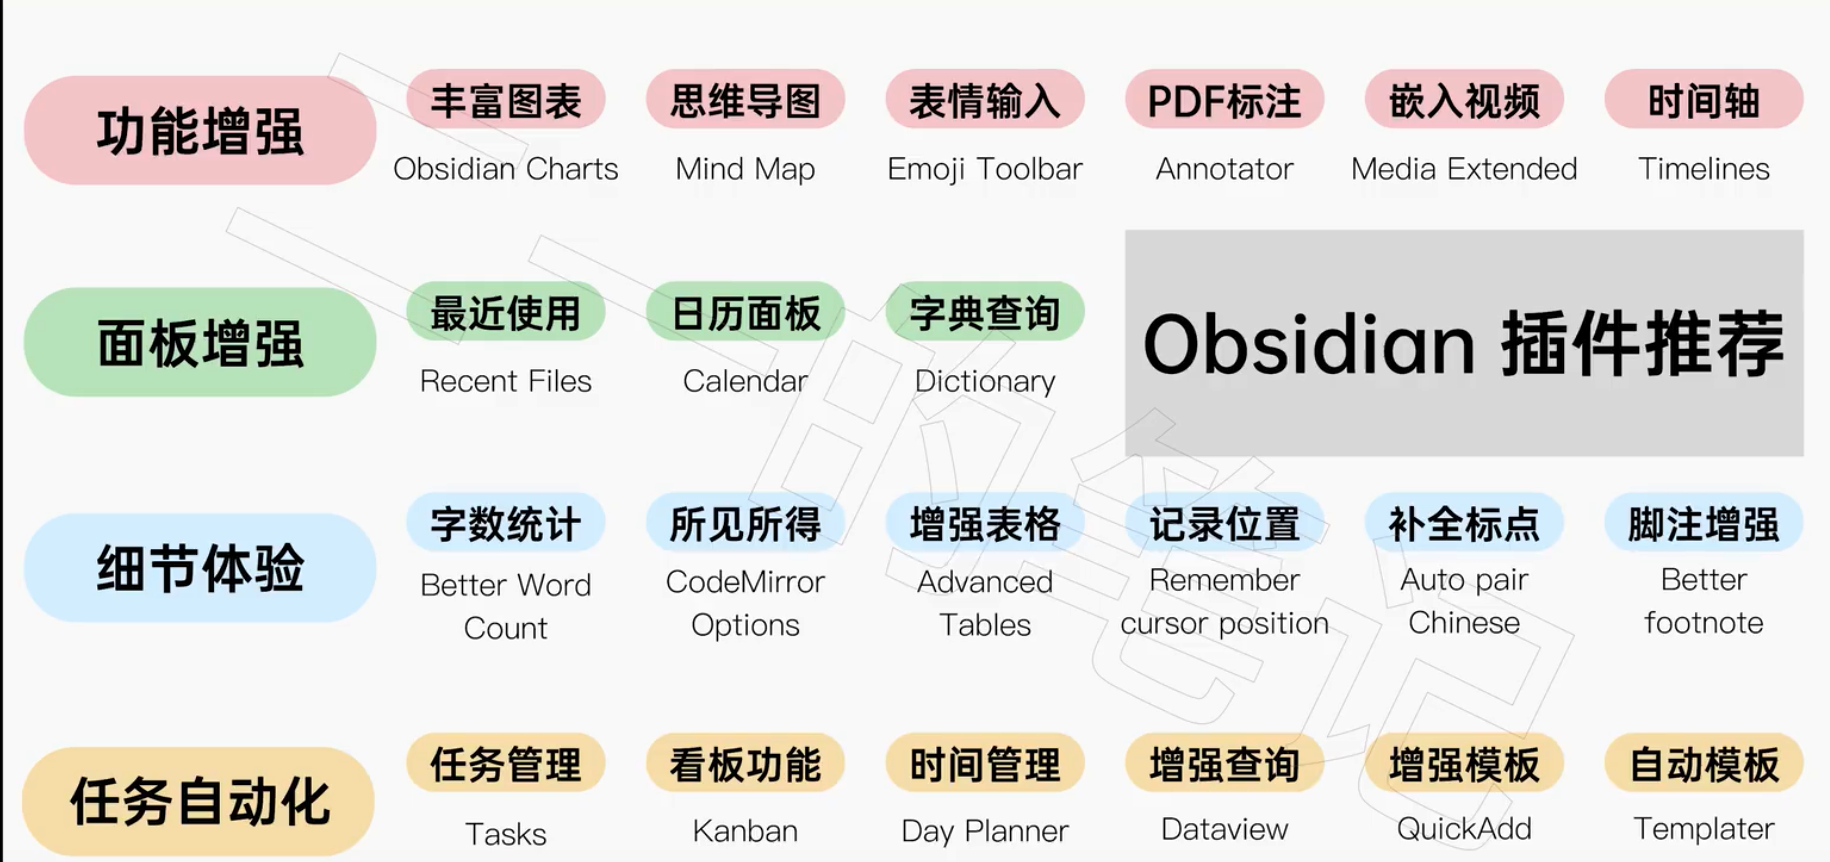 功能增强
丰富图表
思维导图
表情输入
PDF标注
嵌入视频
时间轴
Obsidian Charts
Mind Map
Emoji Toolbar
Annotator
Media Extended
Timelines
面板增强
最近使用
日历面板
字典查询
Recent Files
Calendar
Dictionary
Obsidian 插件推荐
细节体验
字数统计
所见所得
增强表格
记录位置
补全标点
脚注增强
Better Word
Count
CodeMirror
Options
Advanced
Tables
Remember
cursor position
Auto pair
Chinese
Better
footnote
任务自动化
任务管理
看板功能
时间管理
增强查询
增强模板
自动模板
Tasks
Kanban
Day Planner
Dataview
QuickAdd
Templater
二一的笔记